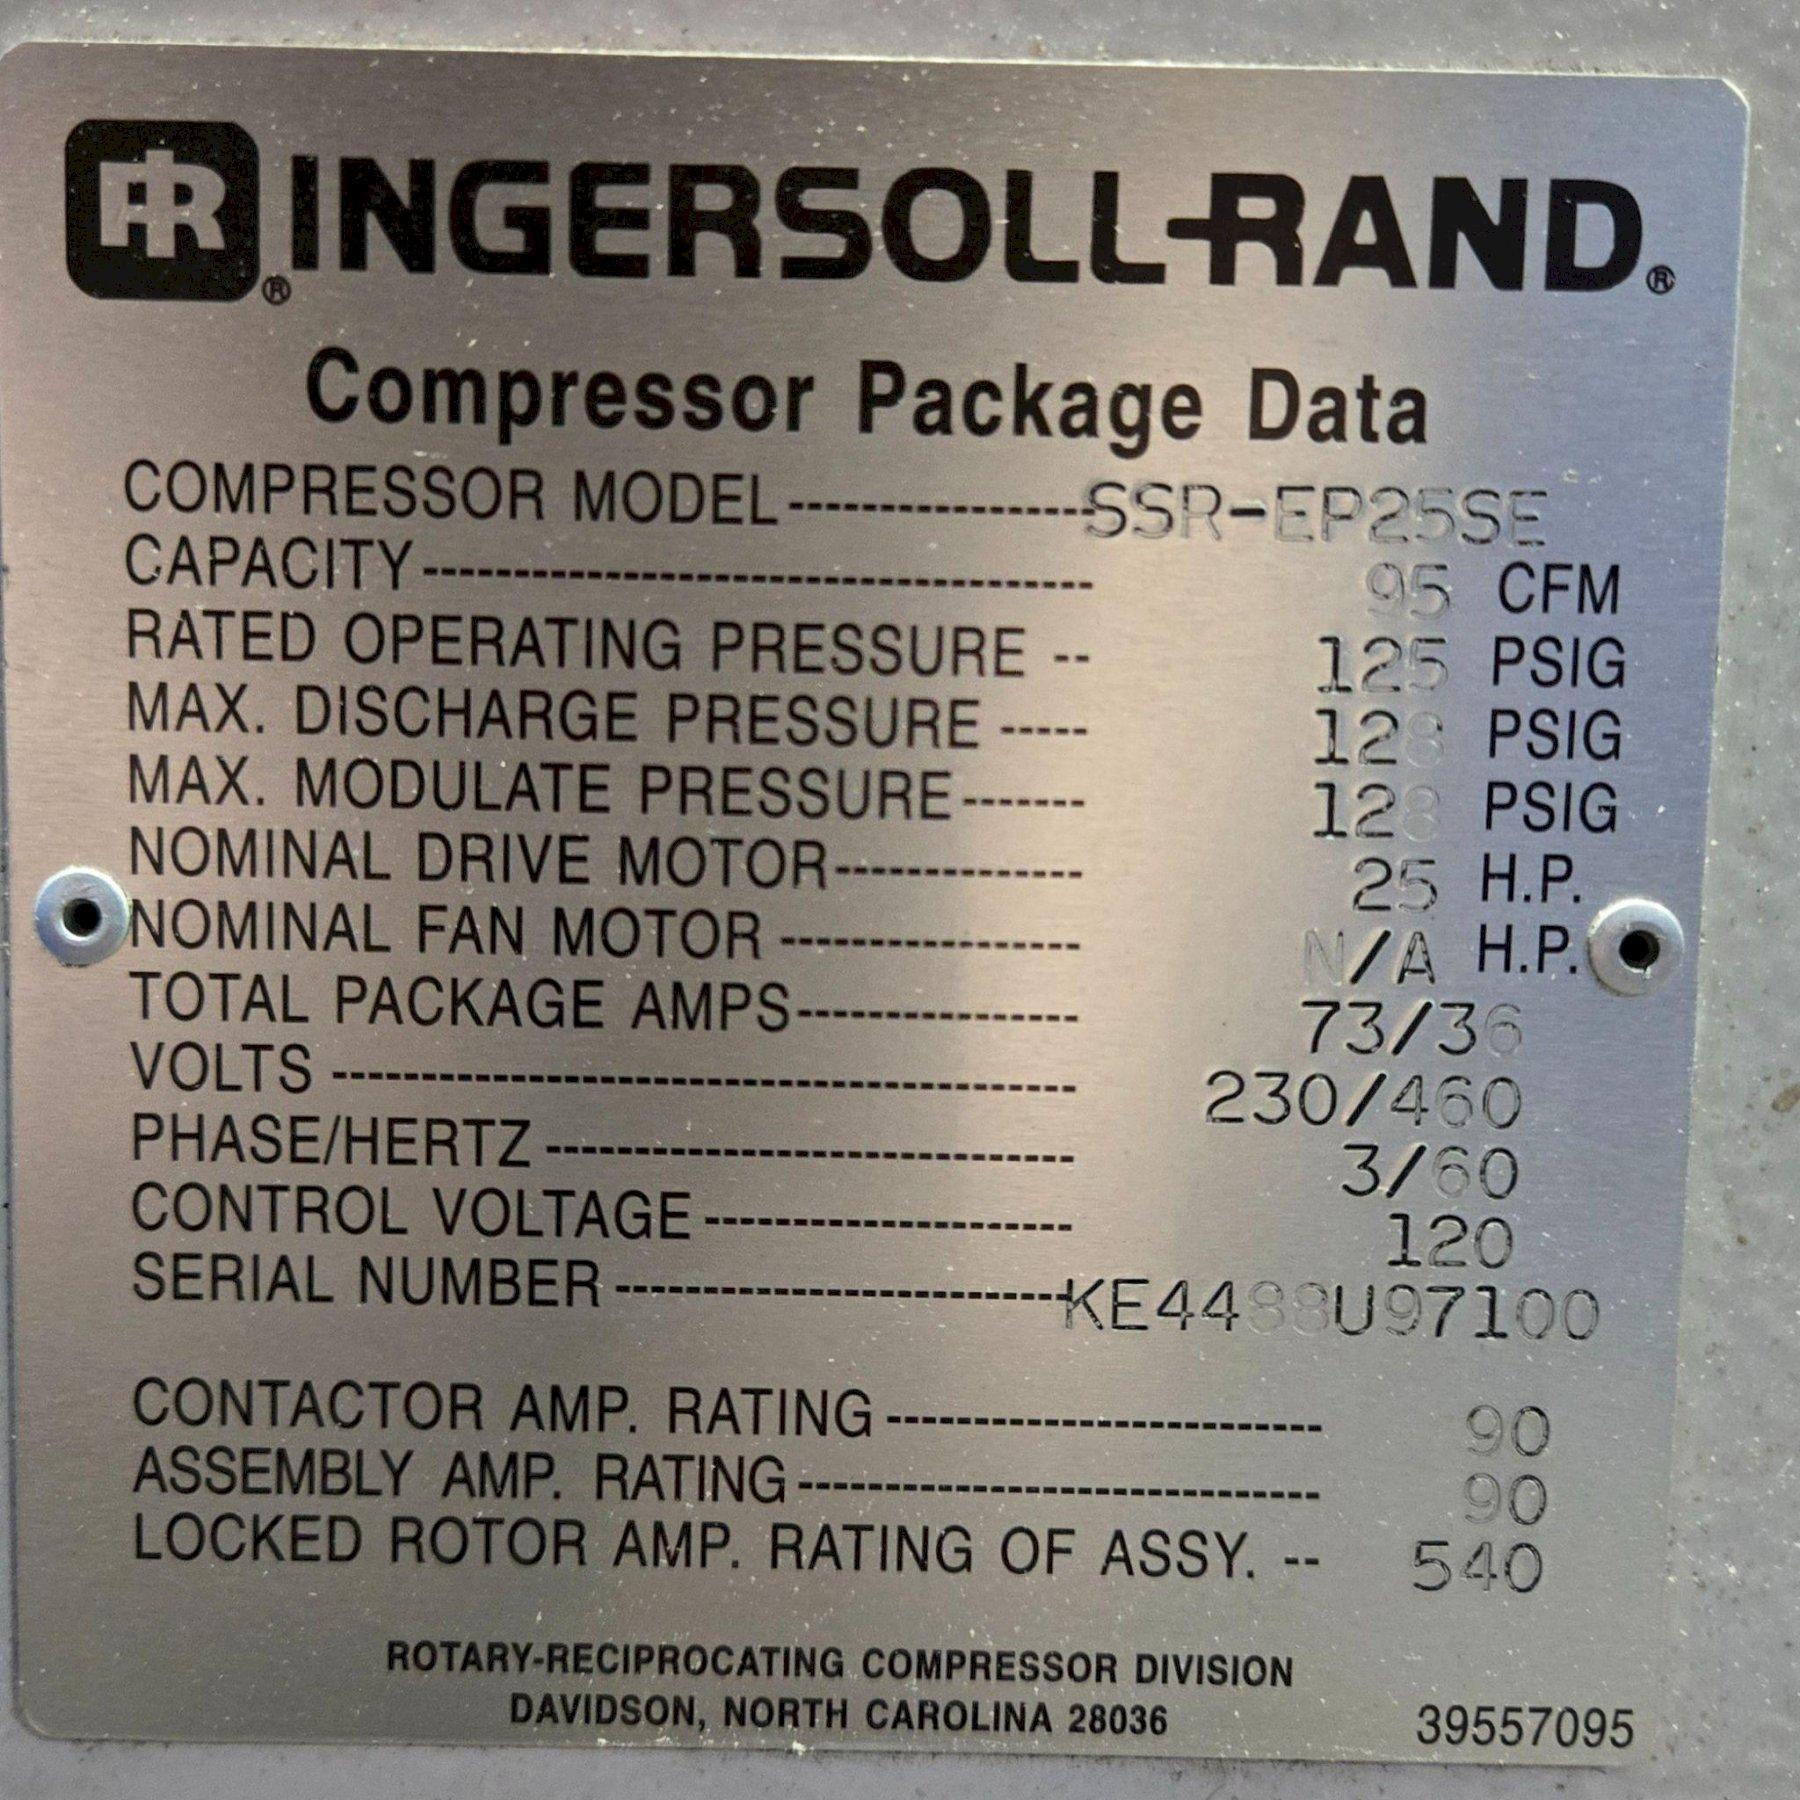 IR® INGERSOLL-RAND®
Compressor Package Data
COMPRESSOR MODEL----------------SSR-EP25SE
CAPACITY------------------------------------- 95 CFM
RATED OPERATING PRESSURE -- 125 PSIG
MAX. DISCHARGE PRESSURE ----- 128 PSIG
MAX. MODULATE PRESSURE------- 128 PSIG
NOMINAL DRIVE MOTOR-------------- 25 H.P.
NOMINAL FAN MOTOR ----------------- N/A H.P.
TOTAL PACKAGE AMPS---------------- 73/36
VOLTS ------------------------------------------ 230/460
PHASE/HERTZ ------------------------------ 3/60
CONTROL VOLTAGE--------------------- 120
SERIAL NUMBER --------------------------KE4488U97100
CONTACTOR AMP. RATING------------------------- 90
ASSEMBLY AMP. RATING------------------------------ 90
LOCKED ROTOR AMP. RATING OF ASSY. -- 540
ROTARY-RECIPROCATING COMPRESSOR DIVISION
DAVIDSON, NORTH CAROLINA 28036
39557095